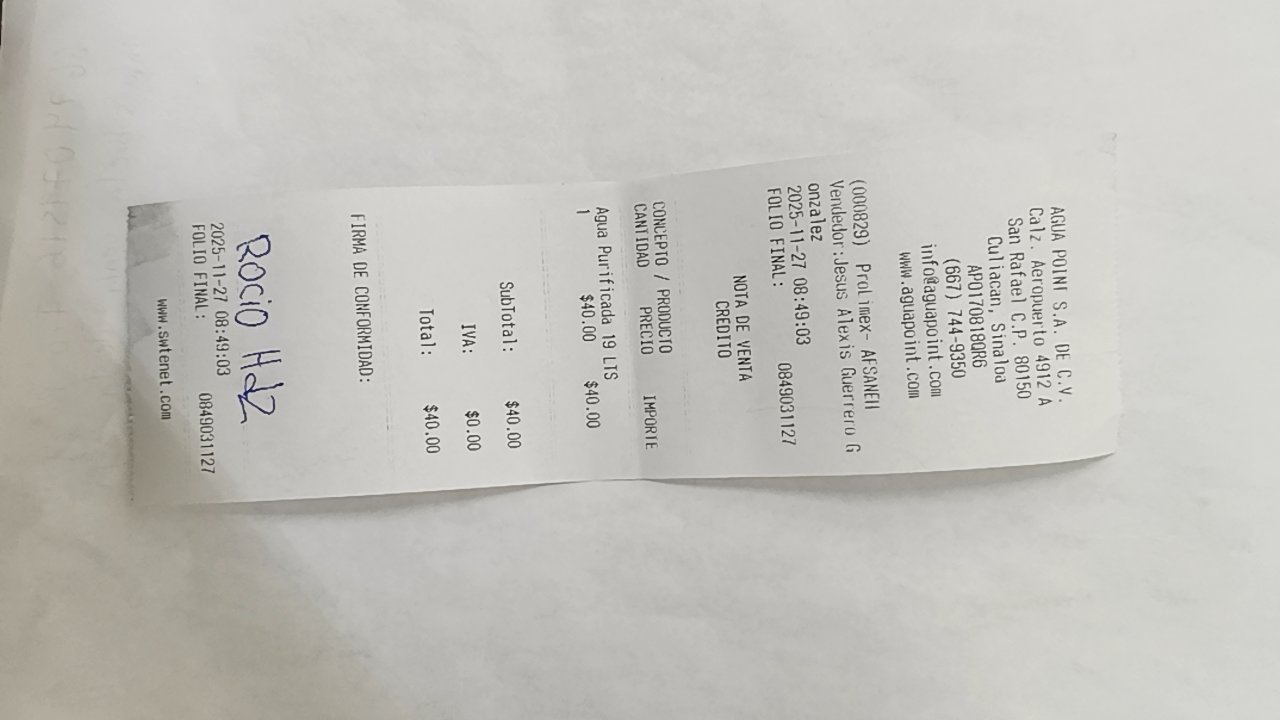 AGUA POINI S.A. DE C.V.
Calz. Aeropuerto 4912 A
San Rafael C.P. 80150
Culiacan, Sinaloa
APO170818QR6
(667) 744-9350
info@aguapoint.com
www.aguapoint.com
(000829) Prolimex- AFSANEII
Vendedor:Jesus Alexis Guerrero G
onzalez
2025-11-27 08:49:03
FOLIO FINAL: 0849031127
NOTA DE VENTA
CREDITO
CONCEPTO / PRODUCTO
CANTIDAD PRECIO IMPORTE
Agua Purificada 19 LTS
1 $40.00 $40.00
SubTotal: $40.00
IVA: $0.00
Total: $40.00
FIRMA DE CONFORMIDAD:
ROCIO Hdz
2025-11-27 08:49:03
FOLIO FINAL: 0849031127
www.swtenet.com